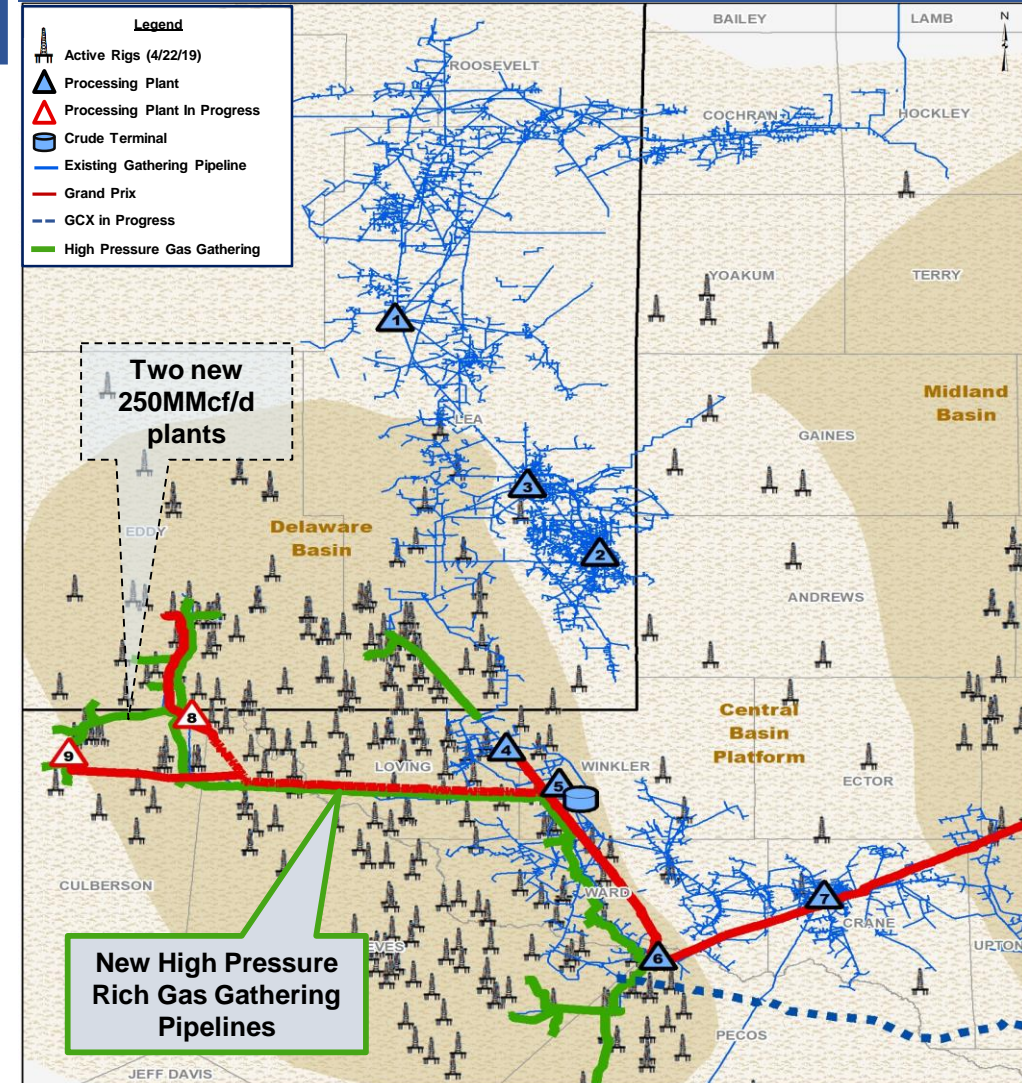 Legend
Active Rigs (4/22/19)
Processing Plant
Processing Plant In Progress
Crude Terminal
Existing Gathering Pipeline
Grand Prix
GCX in Progress
High Pressure Gas Gathering
BAILEY
LAMB
N
ROOSEVELT
COCHRAN
HOCKLEY
YOAKUM
TERRY
1
Two new
250MMcf/d
plants
Midland
Basin
LEA
GAINES
3
Delaware
Basin
EDDY
2
ANDREWS
Central
Basin
Platform
8
9
4
LOVING
5
WINKLER
ECTOR
CULBERSON
WARD
7
CRANE
EVES
UPTON
6
New High Pressure
Rich Gas Gathering
Pipelines
PECOS
JEFF DAVIS